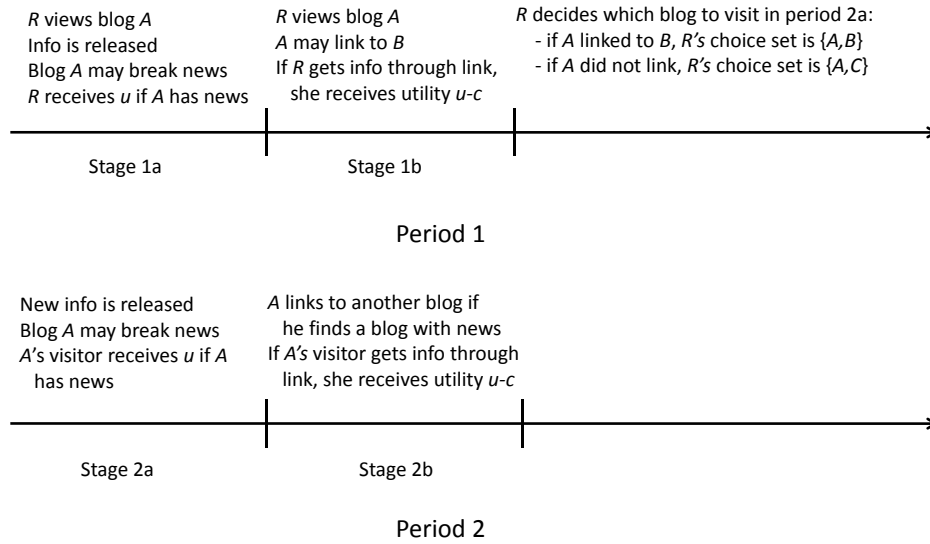 R views blog A
Info is released
Blog A may break news
R receives u if A has news
R views blog A
A may link to B
If R gets info through link,
she receives utility u-c
R decides which blog to visit in period 2a:
- if A linked to B, R's choice set is {A,B}
- if A did not link, R's choice set is {A,C}
Stage 1a
Stage 1b
Period 1
New info is released
Blog A may break news
A's visitor receives u if A
has news
A links to another blog if
he finds a blog with news
If A's visitor gets info through
link, she receives utility u-c
Stage 2a
Stage 2b
Period 2